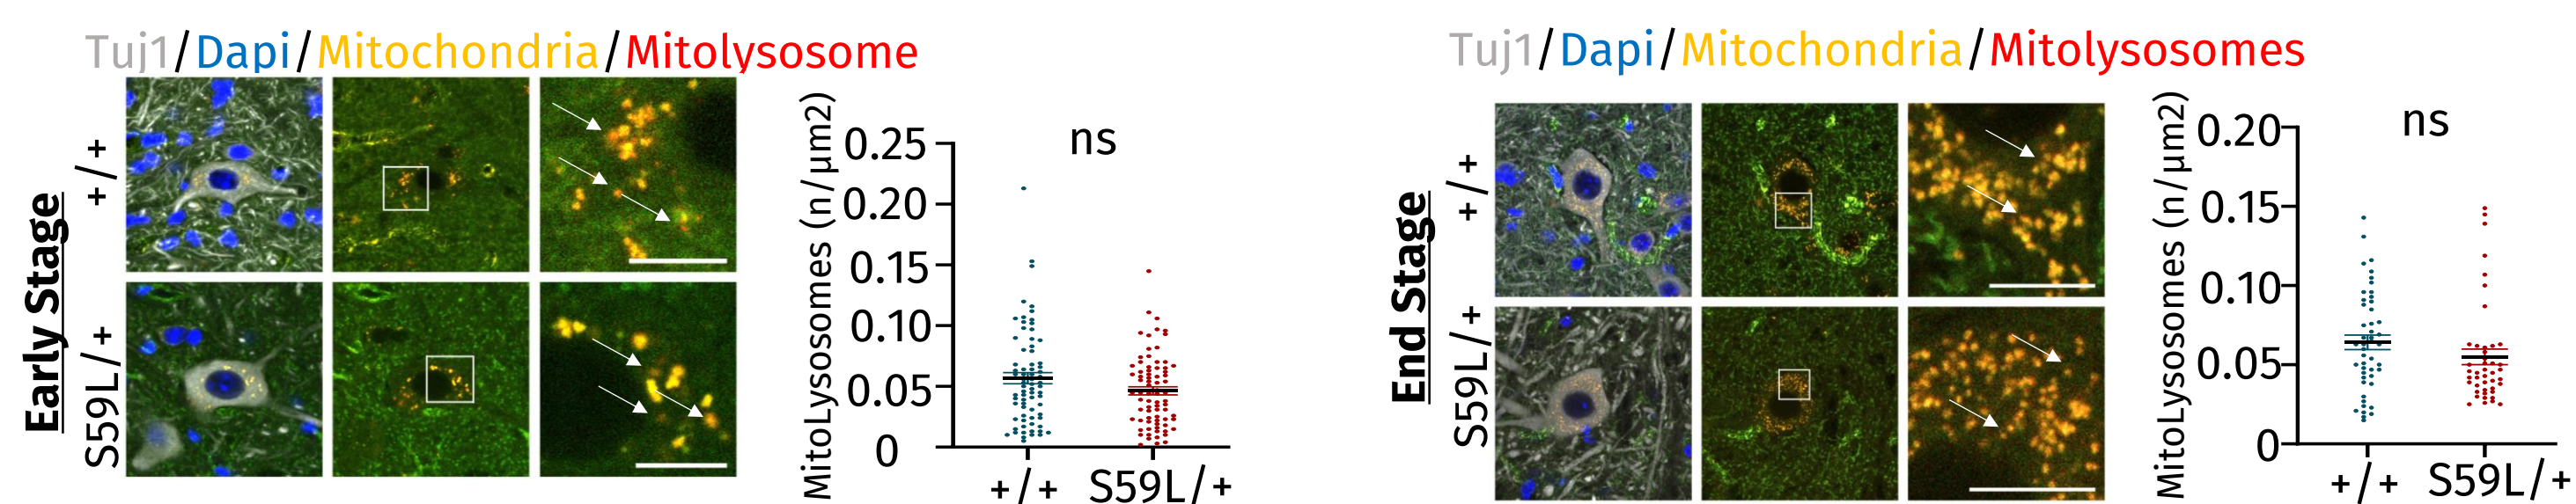 Tuj1/Dapi/Mitochondria/Mitolysosome
Early Stage
+/+
S59L/+
MitoLysosomes (n/µm2)
0.25
0.20
0.15
0.10
0.05
0
ns
+/+ S59L/+
Tuj1/Dapi/Mitochondria/Mitolysosomes
End Stage
+/+
S59L/+
MitoLysosomes (n/µm2)
0.20
0.15
0.10
0.05
0
ns
+/+ S59L/+